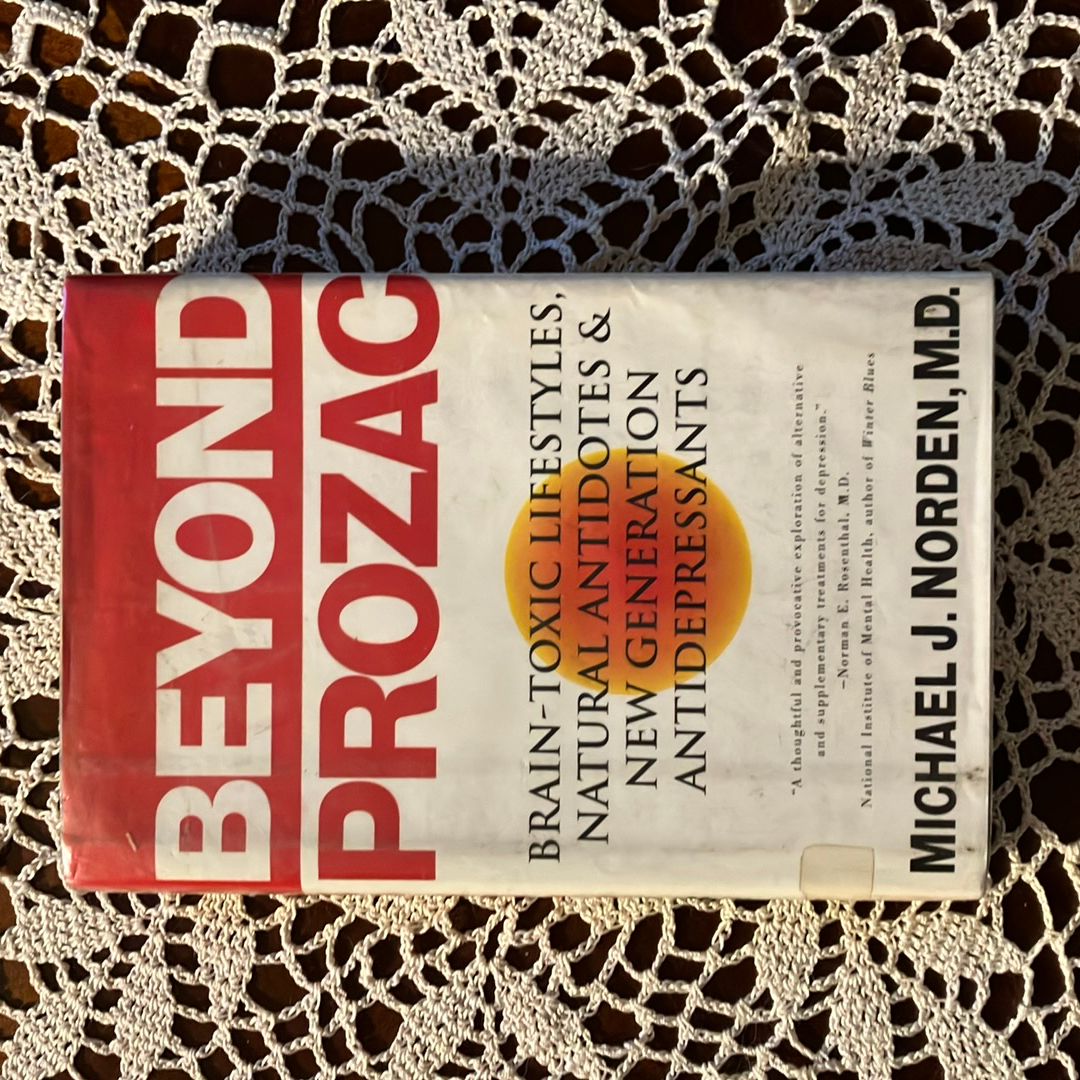 BEYOND
PROZAC
BRAIN-TOXIC LIFESTYLES,
NATURAL ANTIDOTES &
NEW GENERATION
ANTIDEPRESSANTS
"A thoughtful and provocative exploration of alternative
and supplementary treatments for depression."
—Norman E. Rosenthal, M.D.
National Institute of Mental Health, author of Winter Blues
MICHAEL J. NORDEN, M.D.